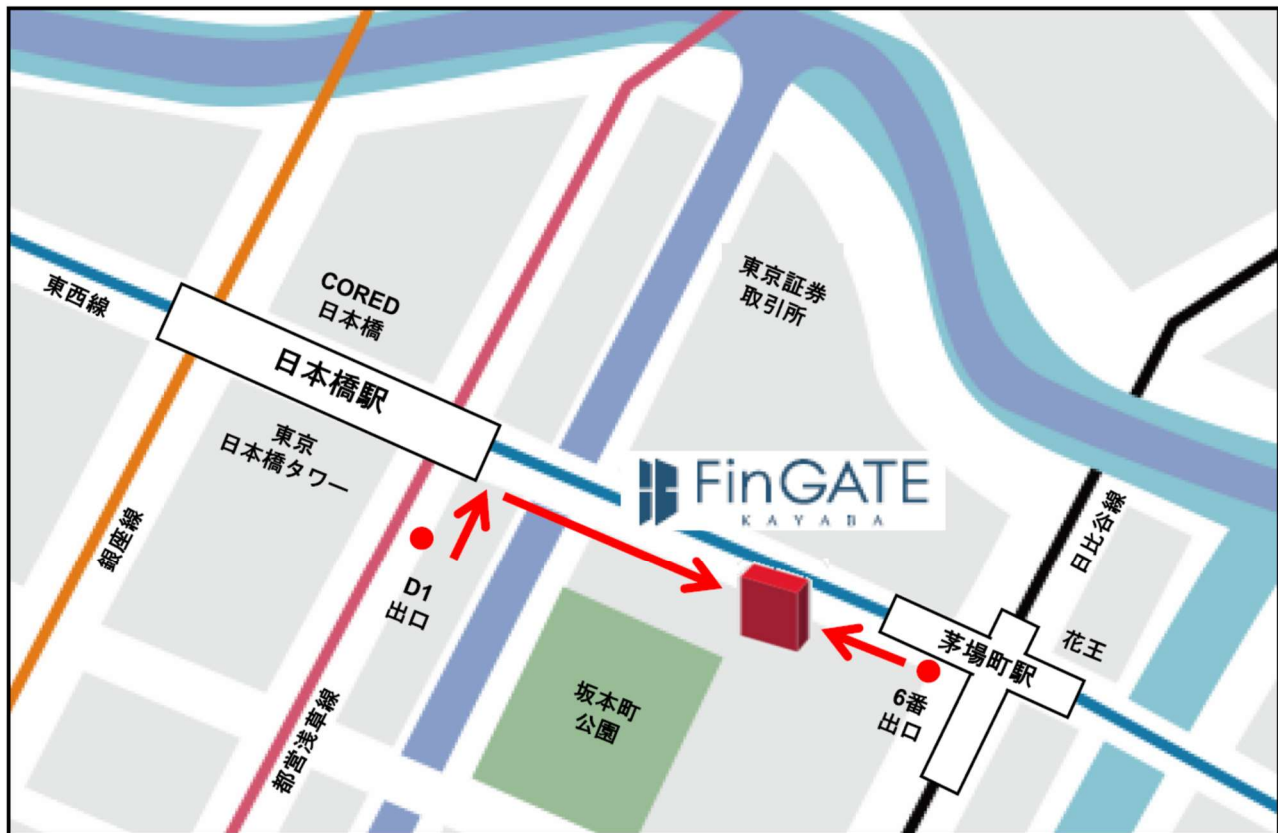 東西線
CORED
日本橋
日本橋駅
東京
日本橋タワー
銀座線
都営浅草線
D1
出口
東京証券
取引所
FinGATE
KAYABA
坂本町
公園
日比谷線
茅場町駅
花王
6番
出口